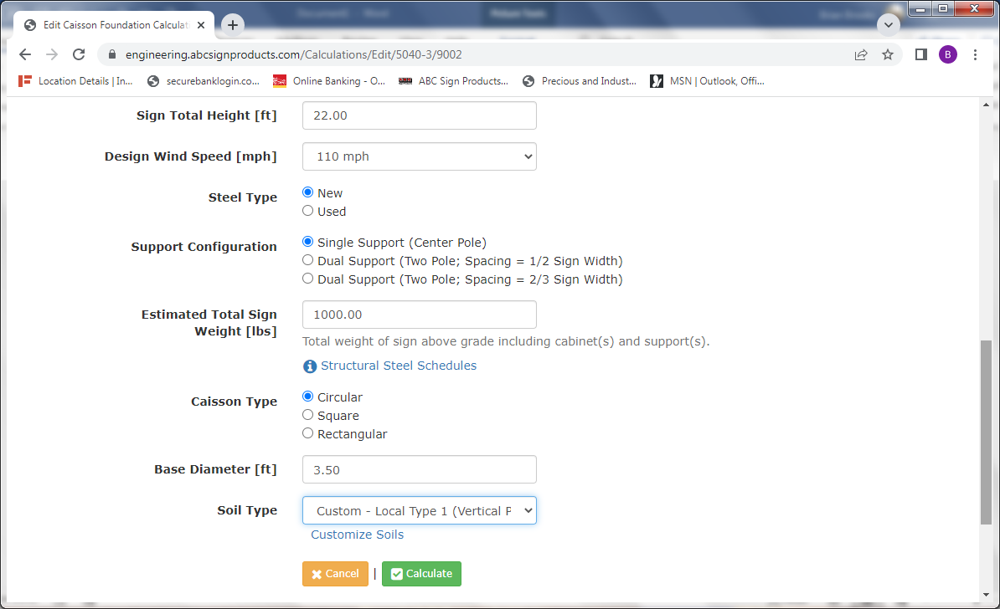 Edit Caisson Foundation Calculat
B
engineering.abcsignproducts.com/Calculations/Edit/5040-3/9002
Location Details | In...
securebanklogin.co...
Online Banking - O...
ABC Sign Products...
Precious and Indust...
MSN | Outlook, Offi...
Sign Total Height [ft]
22.00
Design Wind Speed [mph]
110 mph
Steel Type
New
Used
Support Configuration
Single Support (Center Pole)
Dual Support (Two Pole; Spacing = 1/2 Sign Width)
Dual Support (Two Pole; Spacing = 2/3 Sign Width)
Estimated Total Sign
Weight [lbs]
1000.00
Total weight of sign above grade including cabinet(s) and support(s).
Structural Steel Schedules
Caisson Type
Circular
Square
Rectangular
Base Diameter [ft]
3.50
Soil Type
Custom - Local Type 1 (Vertical P
Customize Soils
Cancel | Calculate